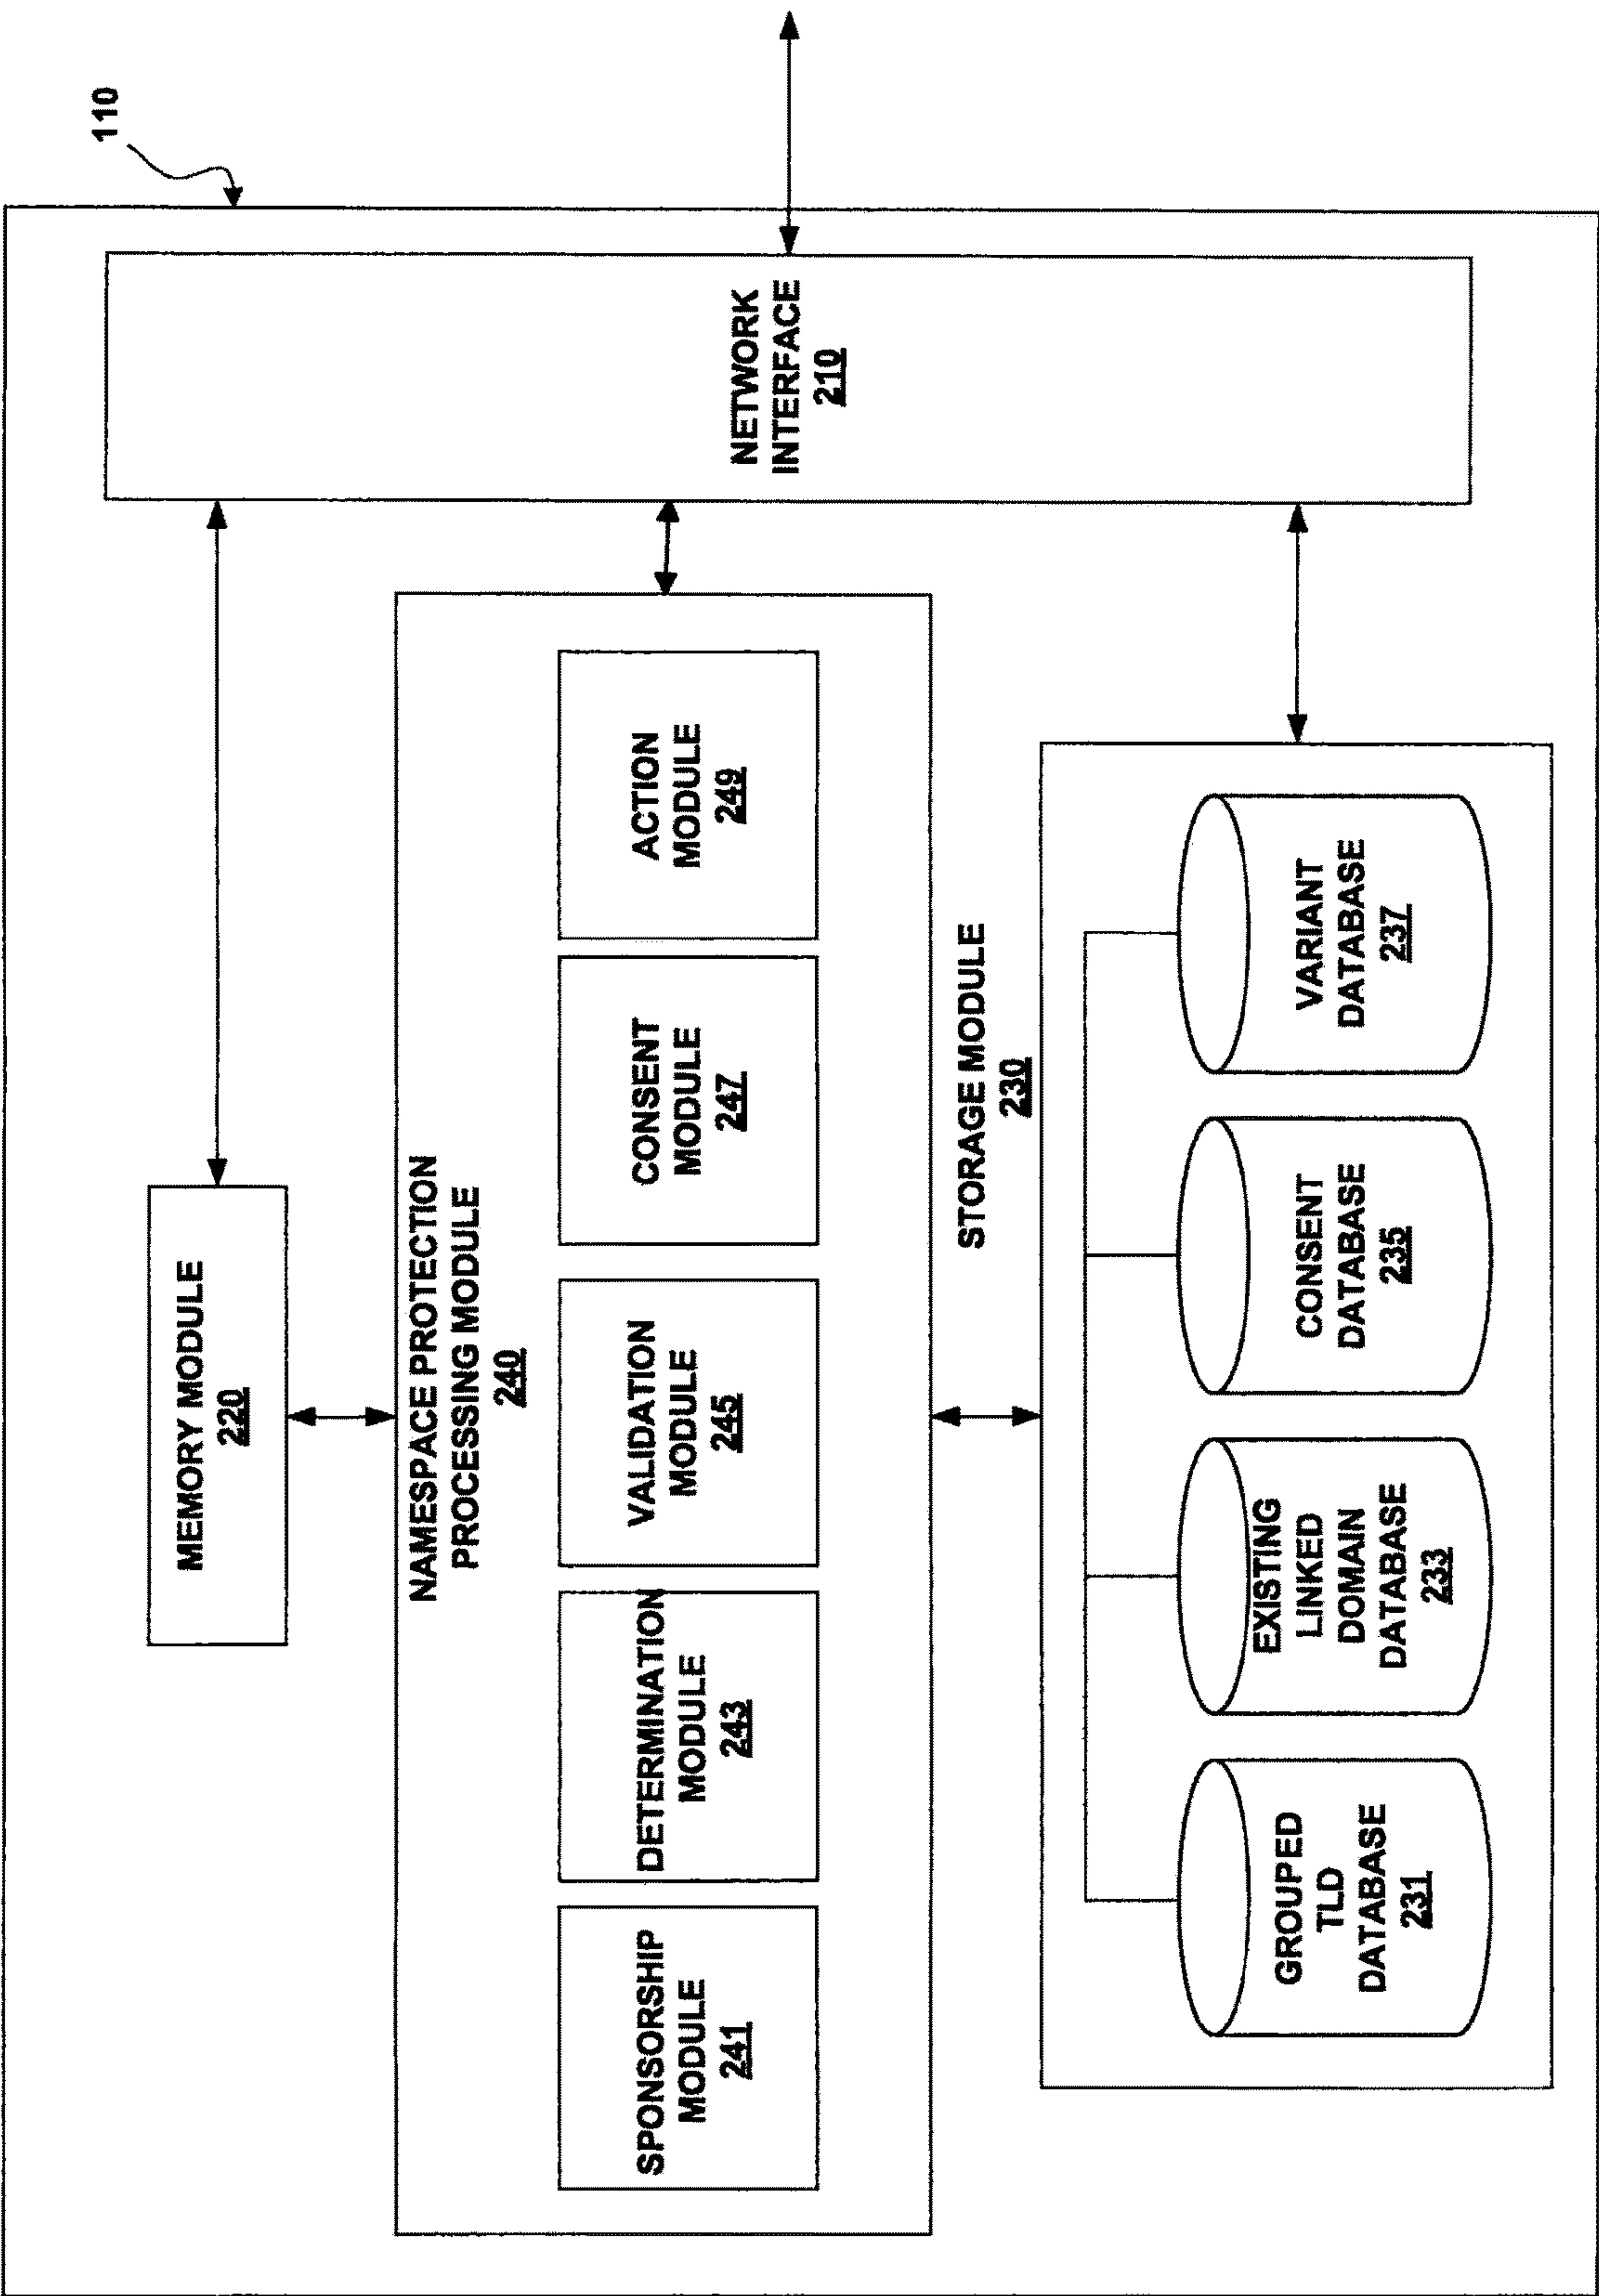 110
MEMORY MODULE
220
NETWORK
INTERFACE
210
NAMESPACE PROTECTION
PROCESSING MODULE
240
SPONSORSHIP
MODULE
241
DETERMINATION
MODULE
243
VALIDATION
MODULE
245
CONSENT
MODULE
247
ACTION
MODULE
249
STORAGE MODULE
230
GROUPED
TLD
DATABASE
231
EXISTING
LINKED
DOMAIN
DATABASE
233
CONSENT
DATABASE
235
VARIANT
DATABASE
237